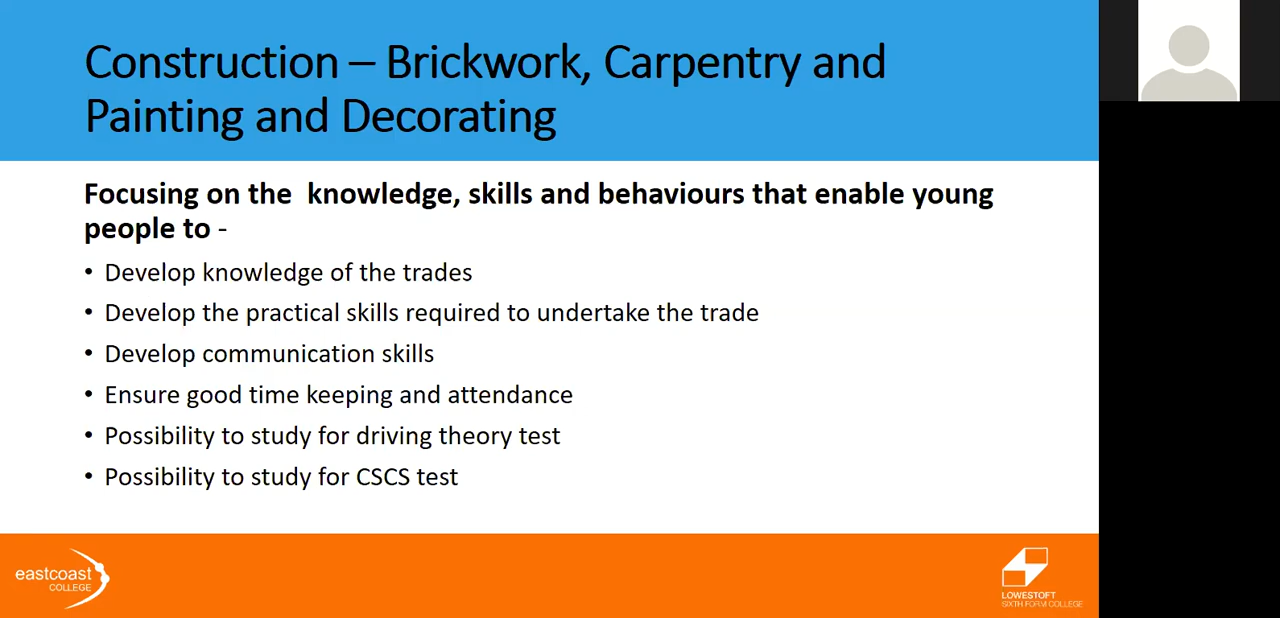 Construction – Brickwork, Carpentry and
Painting and Decorating
Focusing on the  knowledge, skills and behaviours that enable young
people to -
• Develop knowledge of the trades
• Develop the practical skills required to undertake the trade
• Develop communication skills
• Ensure good time keeping and attendance
• Possibility to study for driving theory test
• Possibility to study for CSCS test
eastcoast
COLLEGE
LOWESTOFT
SIXTH FORM COLLEGE